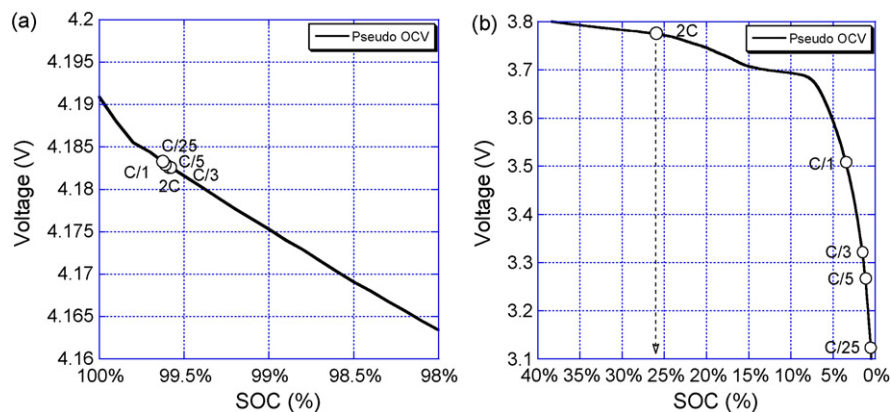 (a)
Pseudo OCV
4.2
4.195
4.19
4.185
4.18
4.175
4.17
4.165
4.16
Voltage (V)
C/25
C/5
C/1
C/3
2C
100%
99.5%
99%
98.5%
98%
SOC (%)
(b)
Pseudo OCV
3.8
3.7
3.6
3.5
3.4
3.3
3.2
3.1
Voltage (V)
2C
C/1
C/3
C/5
C/25
40%
35%
30%
25%
20%
15%
10%
5%
0%
SOC (%)